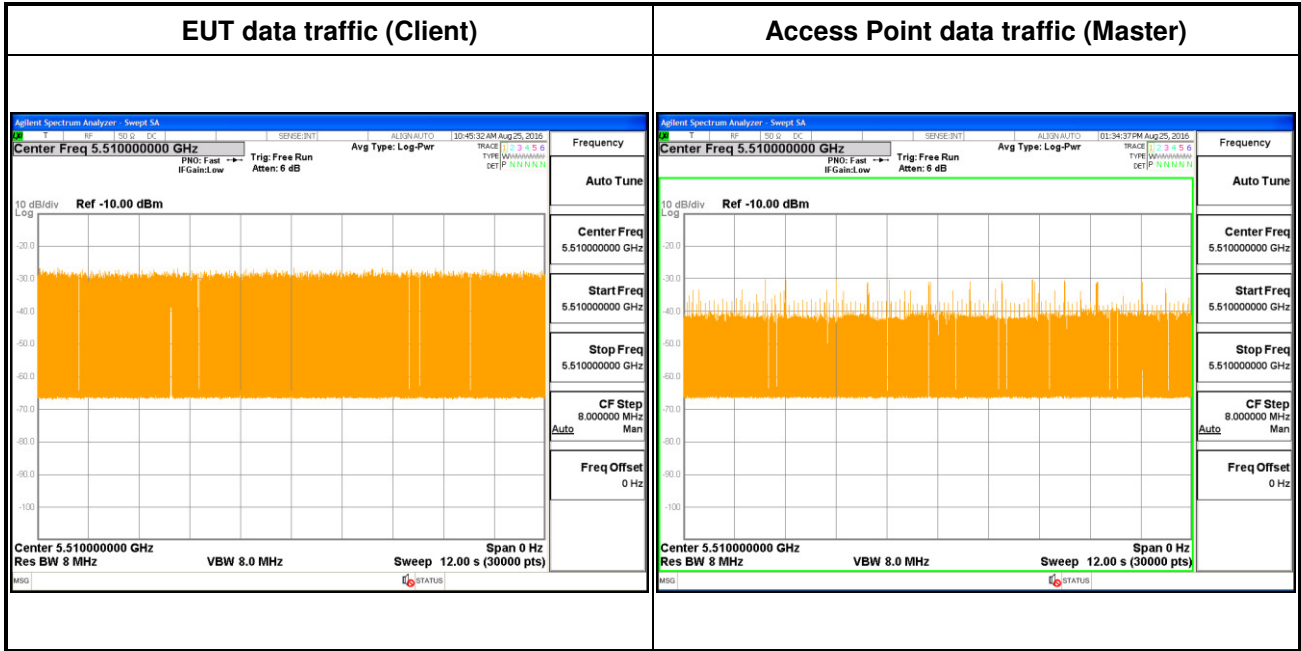 EUT data traffic (Client)
Access Point data traffic (Master)
Agilent Spectrum Analyzer - Swept SA
LXI T RF 50 Ω DC SENSE:INT ALIGNAUTO 10:45:32 AM Aug 25, 2016
Center Freq 5.510000000 GHz
PNO: Fast
IFGain:Low
Trig: Free Run
Atten: 6 dB
Avg Type: Log-Pwr
TRACE 1 2 3 4 5 6
TYPE WWWWWWW
DET P N N N N N
Frequency
Auto Tune
10 dB/div Ref -10.00 dBm
Log
-20.0
-30.0
-40.0
-50.0
-60.0
-70.0
-80.0
-90.0
-100
Center Freq
5.510000000 GHz
Start Freq
5.510000000 GHz
Stop Freq
5.510000000 GHz
CF Step
8.000000 MHz
Auto Man
Freq Offset
0 Hz
Center 5.510000000 GHz Span 0 Hz
Res BW 8 MHz VBW 8.0 MHz Sweep 12.00 s (30000 pts)
MSG STATUS
Agilent Spectrum Analyzer - Swept SA
LXI T RF 50 Ω DC SENSE:INT ALIGNAUTO 01:34:37 PM Aug 25, 2016
Center Freq 5.510000000 GHz
PNO: Fast
IFGain:Low
Trig: Free Run
Atten: 6 dB
Avg Type: Log-Pwr
TRACE 1 2 3 4 5 6
TYPE WWWWWWW
DET P N N N N N
Frequency
Auto Tune
10 dB/div Ref -10.00 dBm
Log
-20.0
-30.0
-40.0
-50.0
-60.0
-70.0
-80.0
-90.0
-100
Center Freq
5.510000000 GHz
Start Freq
5.510000000 GHz
Stop Freq
5.510000000 GHz
CF Step
8.000000 MHz
Auto Man
Freq Offset
0 Hz
Center 5.510000000 GHz Span 0 Hz
Res BW 8 MHz VBW 8.0 MHz Sweep 12.00 s (30000 pts)
MSG STATUS